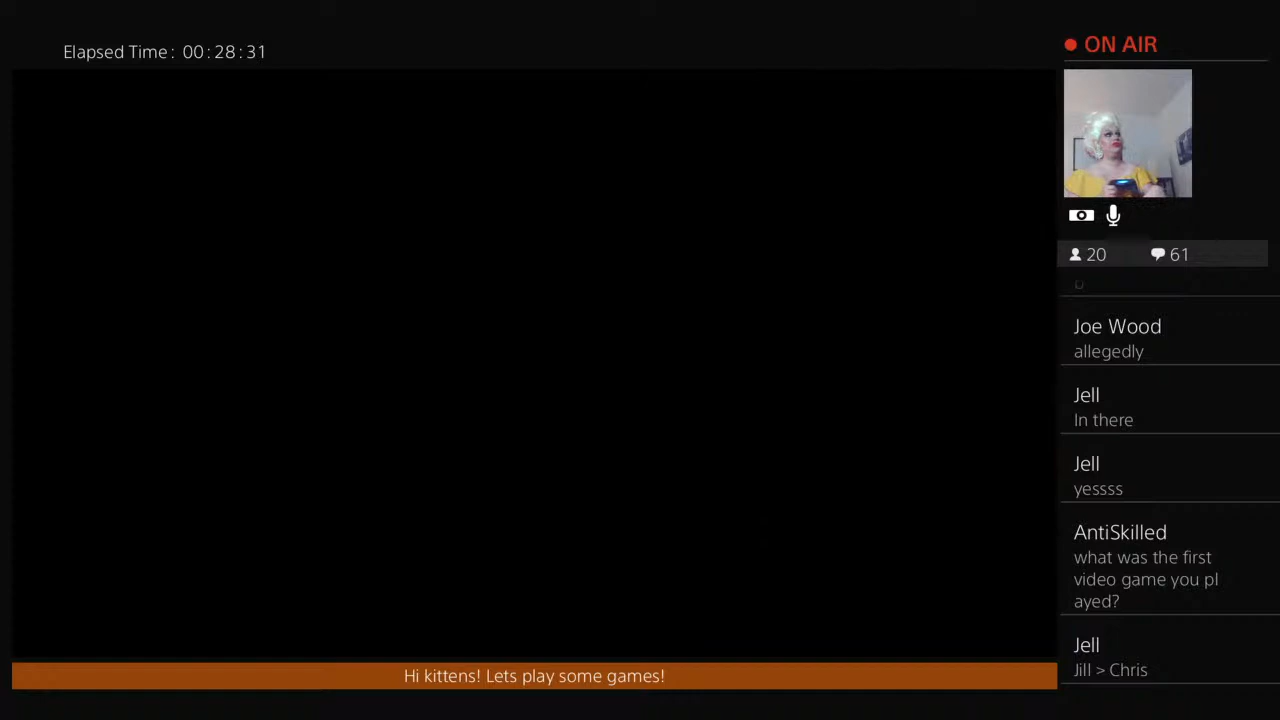 Elapsed Time: 00:28:31
ON AIR
20 61
Joe Wood
allegedly
Jell
In there
Jell
yessss
AntiSkilled
what was the first
video game you pl
ayed?
Jell
Jill > Chris
Hi kittens! Lets play some games!